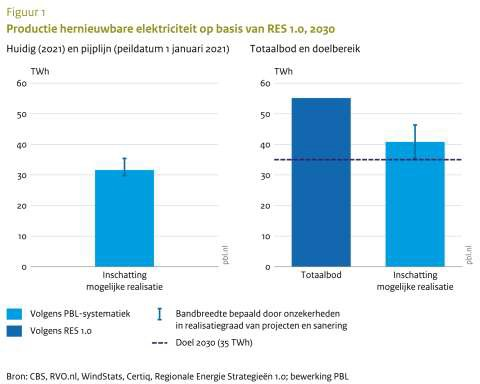 Figuur 1
Productie hernieuwbare elektriciteit op basis van RES 1.0, 2030
Huidig (2021) en pijplijn (peildatum 1 januari 2021)
TWh
60
50
40
30
20
10
0
Inschatting
mogelijke realisatie
pbl.nl
Totaalbod en doelbereik
TWh
60
50
40
30
20
10
0
Totaalbod
Inschatting
mogelijke realisatie
pbl.nl
Volgens PBL-systematiek
Volgens RES 1.0
Bandbreedte bepaald door onzekerheden
in realisatiegraad van projecten en sanering
Doel 2030 (35 TWh)
Bron: CBS, RVO.nl, WindStats, Certiq, Regionale Energie Strategieën 1.0; bewerking PBL